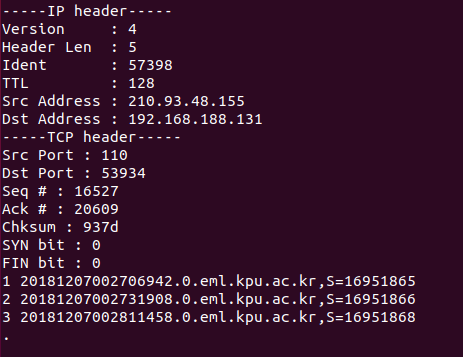 -----IP header-----
Version     : 4
Header Len  : 5
Ident       : 57398
TTL         : 128
Src Address : 210.93.48.155
Dst Address : 192.168.188.131
-----TCP header-----
Src Port : 110
Dst Port : 53934
Seq # : 16527
Ack # : 20609
Chksum : 937d
SYN bit : 0
FIN bit : 0
1 20181207002706942.0.eml.kpu.ac.kr,S=16951865
2 20181207002731908.0.eml.kpu.ac.kr,S=16951866
3 20181207002811458.0.eml.kpu.ac.kr,S=16951868
.